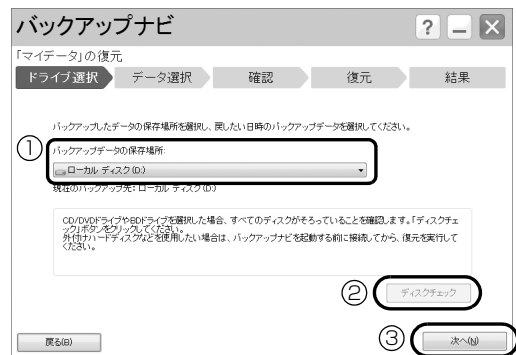 バックアップナビ
? － ×
「マイデータ」の復元
ドライブ選択 データ選択 確認 復元 結果
バックアップしたデータの保存場所を選択し、戻したい日時のバックアップデータを選択してください。
①
バックアップデータの保存場所:
ローカル ディスク (D:)
現在のバックアップ先: ローカル ディスク (D:)
CD/DVDドライブやBDドライブを選択した場合、すべてのディスクがそろっていることを確認します。「ディスクチェ
ック」ボタンをクリックしてください。
外付けハードディスクなどを使用したい場合は、バックアップナビを起動する前に接続してから、復元を実行して
ください。
② ディスクチェック
戻る(B)
③ 次へ(N)